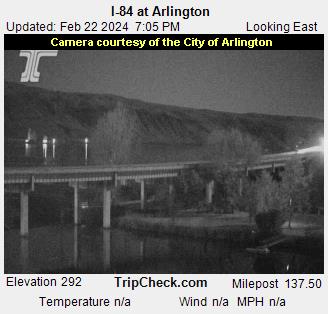 I-84 at Arlington
Updated: Feb 22 2024 7:05 PM Looking East
Camera courtesy of the City of Arlington
Elevation 292 TripCheck.com Milepost 137.50
Temperature n/a Wind n/a MPH n/a